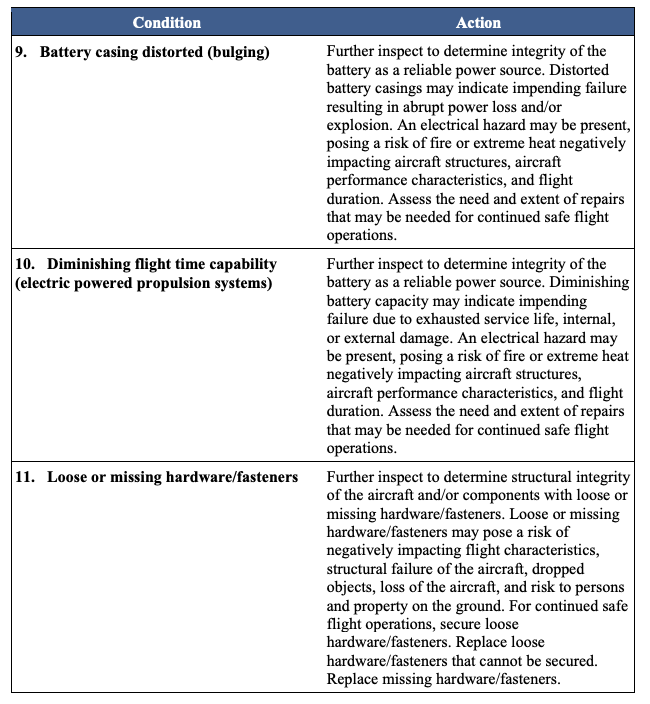 Condition
Action
9. Battery casing distorted (bulging)
Further inspect to determine integrity of the
battery as a reliable power source. Distorted
battery casings may indicate impending failure
resulting in abrupt power loss and/or
explosion. An electrical hazard may be present,
posing a risk of fire or extreme heat negatively
impacting aircraft structures, aircraft
performance characteristics, and flight
duration. Assess the need and extent of repairs
that may be needed for continued safe flight
operations.
10. Diminishing flight time capability
(electric powered propulsion systems)
Further inspect to determine integrity of the
battery as a reliable power source. Diminishing
battery capacity may indicate impending
failure due to exhausted service life, internal,
or external damage. An electrical hazard may
be present, posing a risk of fire or extreme heat
negatively impacting aircraft structures,
aircraft performance characteristics, and flight
duration. Assess the need and extent of repairs
that may be needed for continued safe flight
operations.
11. Loose or missing hardware/fasteners
Further inspect to determine structural integrity
of the aircraft and/or components with loose or
missing hardware/fasteners. Loose or missing
hardware/fasteners may pose a risk of
negatively impacting flight characteristics,
structural failure of the aircraft, dropped
objects, loss of the aircraft, and risk to persons
and property on the ground. For continued safe
flight operations, secure loose
hardware/fasteners. Replace loose
hardware/fasteners that cannot be secured.
Replace missing hardware/fasteners.